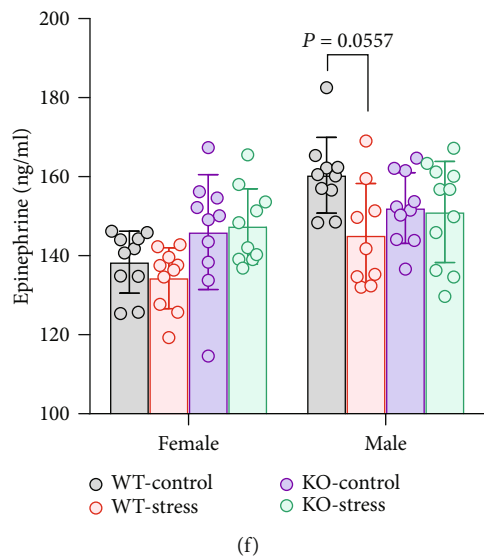 P = 0.0557
200
180
160
140
120
100
Epinephrine (ng/ml)
Female
Male
WT-control
KO-control
WT-stress
KO-stress
(f)